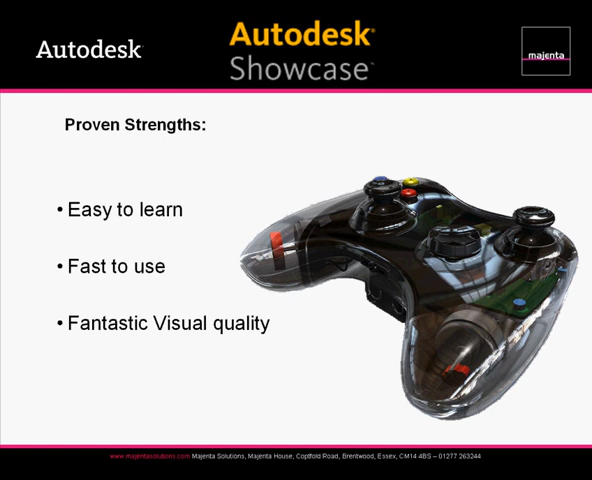 Autodesk
Autodesk®
Showcase™
majenta
Proven Strengths:
• Easy to learn
• Fast to use
• Fantastic Visual quality
www.majentasolutions.com Majenta Solutions, Majenta House, Coptfold Road, Brentwood, Essex, CM14 4BS – 01277 263244